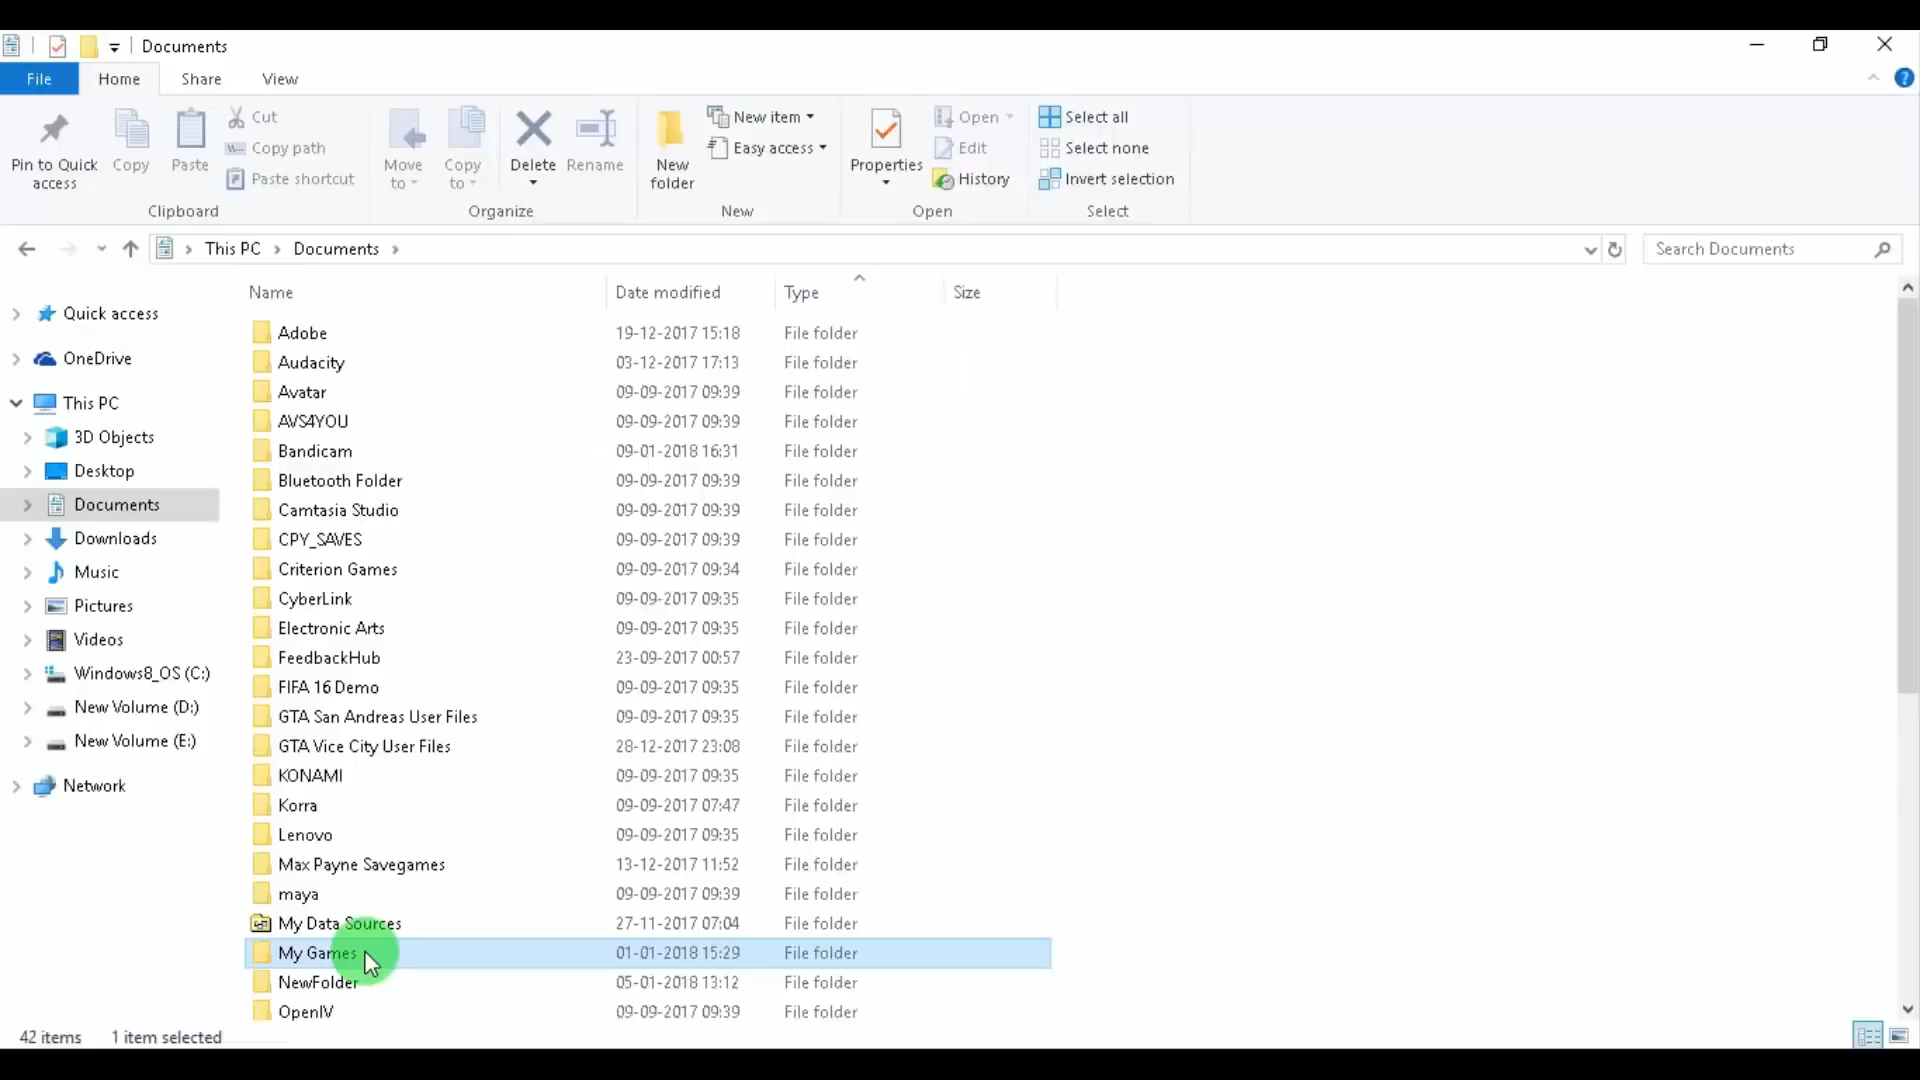 Documents
File Home Share View
Pin to Quick access
Copy
Paste
Cut
Copy path
Paste shortcut
Clipboard
Move to
Copy to
Delete
Rename
Organize
New folder
New item
Easy access
New
Properties
Open
Edit
History
Open
Select all
Select none
Invert selection
Select
This PC Documents
Search Documents
Name Date modified Type Size
Quick access
OneDrive
This PC
3D Objects
Desktop
Documents
Downloads
Music
Pictures
Videos
Windows8_OS (C:)
New Volume (D:)
New Volume (E:)
Network
Adobe 19-12-2017 15:18 File folder
Audacity 03-12-2017 17:13 File folder
Avatar 09-09-2017 09:39 File folder
AVS4YOU 09-09-2017 09:39 File folder
Bandicam 09-01-2018 16:31 File folder
Bluetooth Folder 09-09-2017 09:39 File folder
Camtasia Studio 09-09-2017 09:39 File folder
CPY_SAVES 09-09-2017 09:39 File folder
Criterion Games 09-09-2017 09:34 File folder
CyberLink 09-09-2017 09:35 File folder
Electronic Arts 09-09-2017 09:35 File folder
FeedbackHub 23-09-2017 00:57 File folder
FIFA 16 Demo 09-09-2017 09:35 File folder
GTA San Andreas User Files 09-09-2017 09:35 File folder
GTA Vice City User Files 28-12-2017 23:08 File folder
KONAMI 09-09-2017 09:35 File folder
Korra 09-09-2017 07:47 File folder
Lenovo 09-09-2017 09:35 File folder
Max Payne Savegames 13-12-2017 11:52 File folder
maya 09-09-2017 09:39 File folder
My Data Sources 27-11-2017 07:04 File folder
My Games 01-01-2018 15:29 File folder
NewFolder 05-01-2018 13:12 File folder
OpenIV 09-09-2017 09:39 File folder
42 items 1 item selected